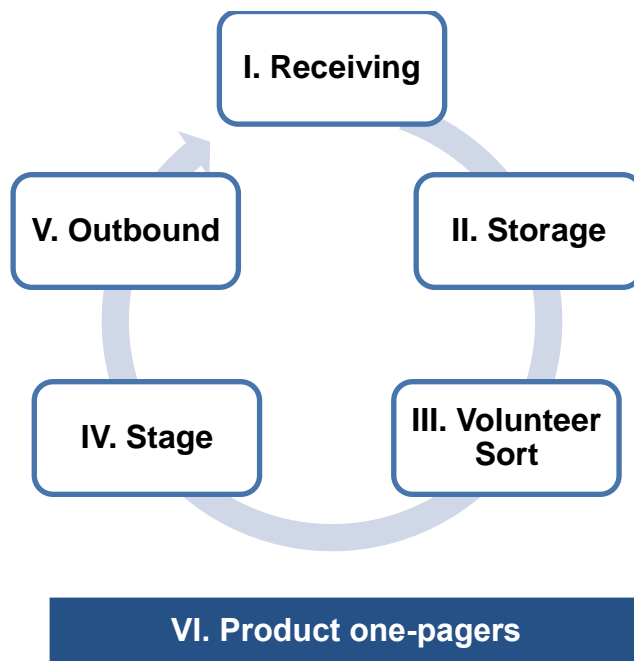 I. Receiving
II. Storage
III. Volunteer
Sort
IV. Stage
V. Outbound
VI. Product one-pagers